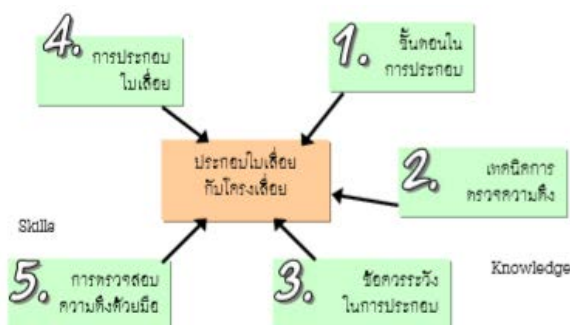 4.
การประกอบ
ใบเลื่อย
1.
ขั้นตอนใน
การประกอบ
ประกอบใบเลื่อย
กับโครงเลื่อย
2.
เทคนิคการ
ตรวจความตึง
Skills
Knowledge
5.
การตรวจสอบ
ความตึงด้วยมือ
3.
ข้อควรระวัง
ในการประกอบ